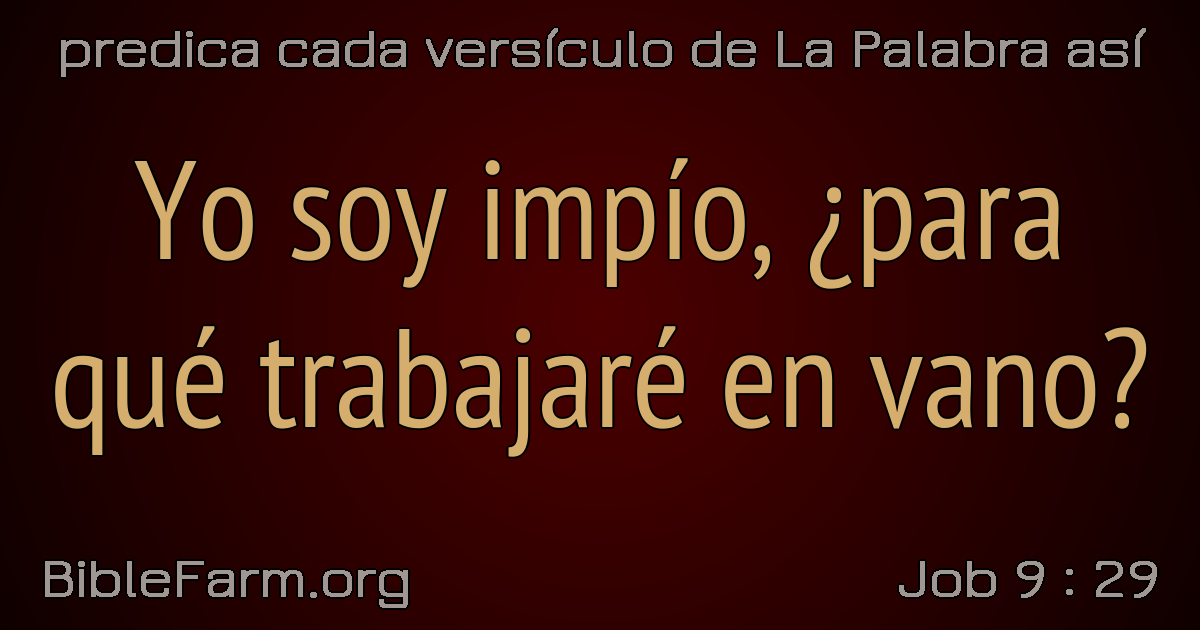 predica cada versículo de La Palabra así
Yo soy impío, ¿para
qué trabajaré en vano?
BibleFarm.org
Job 9 : 29